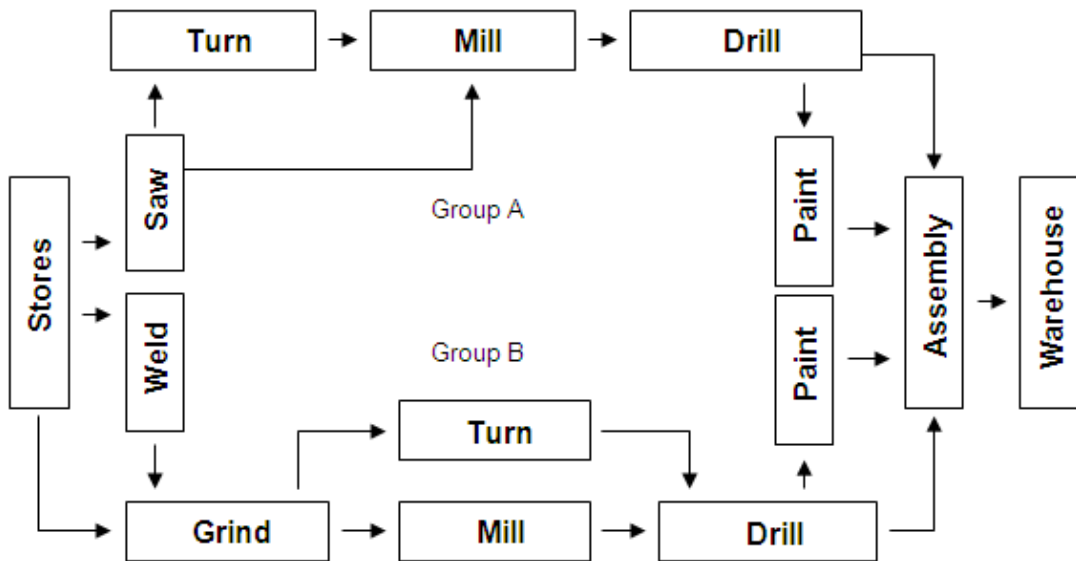 Turn
Mill
Drill
Saw
Paint
Group A
Stores
Assembly
Warehouse
Weld
Paint
Group B
Turn
Grind
Mill
Drill